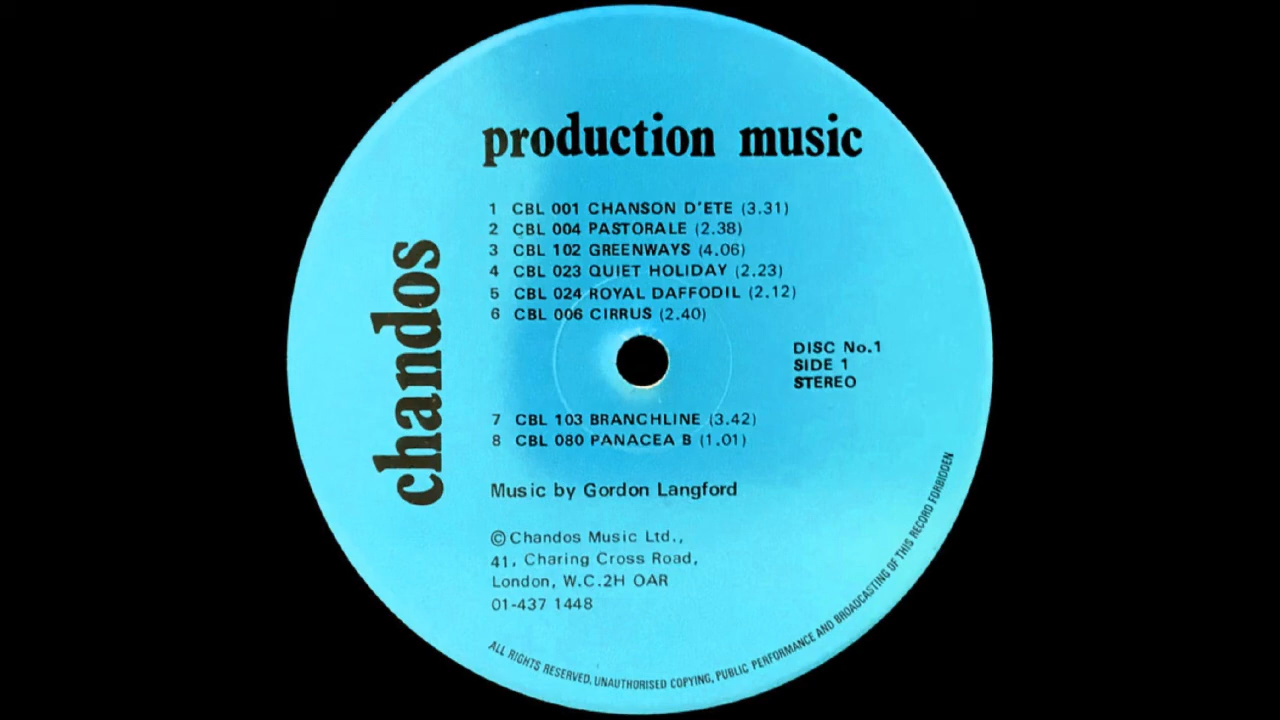 production music
chandos
1 CBL 001 CHANSON D'ETE (3.31)
2 CBL 004 PASTORALE (2.38)
3 CBL 102 GREENWAYS (4.06)
4 CBL 023 QUIET HOLIDAY (2.23)
5 CBL 024 ROYAL DAFFODIL (2.12)
6 CBL 006 CIRRUS (2.40)
DISC No.1
SIDE 1
STEREO
7 CBL 103 BRANCHLINE (3.42)
8 CBL 080 PANACEA B (1.01)
Music by Gordon Langford
© Chandos Music Ltd.,
41, Charing Cross Road,
London, W.C.2H OAR
01-437 1448
ALL RIGHTS RESERVED. UNAUTHORISED COPYING, PUBLIC PERFORMANCE AND BROADCASTING OF THIS RECORD FORBIDDEN